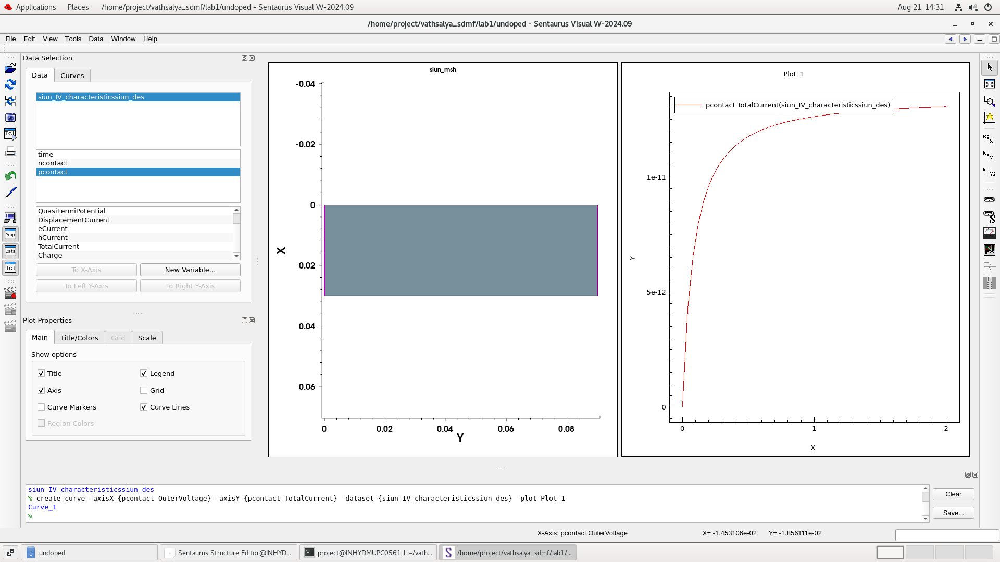 Applications Places /home/project/vathsalya_sdmf/lab1/undoped - Sentaurus Visual W-2024.09 Aug 21 14:31
/home/project/vathsalya_sdmf/lab1/undoped - Sentaurus Visual W-2024.09
File Edit View Tools Data Window Help
Data Selection
Data Curves
siun_IV_characteristicssiun_des
time
ncontact
pcontact
QuasiFermiPotential
DisplacementCurrent
eCurrent
hCurrent
TotalCurrent
Charge
To X-Axis New Variable...
To Left Y-Axis To Right Y-Axis
Plot Properties
Main Title/Colors Grid Scale
Show options
Title Legend
Axis Grid
Curve Markers Curve Lines
Region Colors
Tcl
Prop
Data
Tcl
siun_msh
-0.04
-0.02
0
0.02
0.04
0.06
X
0 0.02 0.04 0.06 0.08
Y
Plot_1
pcontact TotalCurrent(siun_IV_characteristicssiun_des)
1e-11
5e-12
0
Y
0 1 2
X
log X
log Y
log Y2
S
siun_IV_characteristicssiun_des
% create_curve -axisX {pcontact OuterVoltage} -axisY {pcontact TotalCurrent} -dataset {siun_IV_characteristicssiun_des} -plot Plot_1
Curve_1
%
Clear
Save...
X-Axis: pcontact OuterVoltage X= -1.453106e-02 Y= -1.856111e-02
undoped Sentaurus Structure Editor@INHYD... project@INHYDMUPC0561-L:~/vath... S /home/project/vathsalya_sdmf/lab1/...